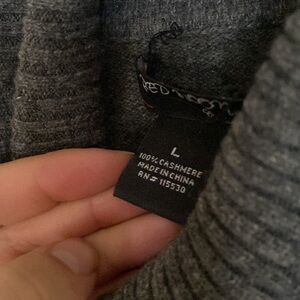 L
100% CASHMERE
MADE IN CHINA
RN# 115530